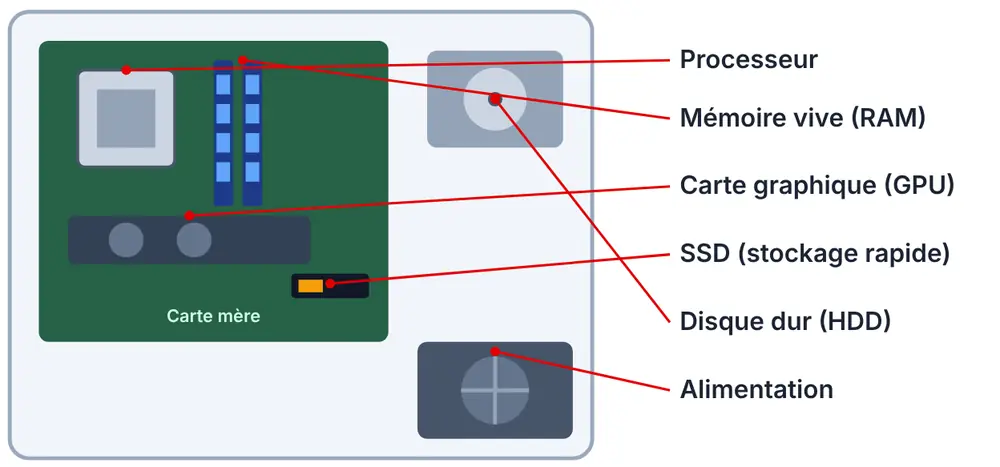 Processeur
Mémoire vive (RAM)
Carte graphique (GPU)
SSD (stockage rapide)
Carte mère
Disque dur (HDD)
Alimentation